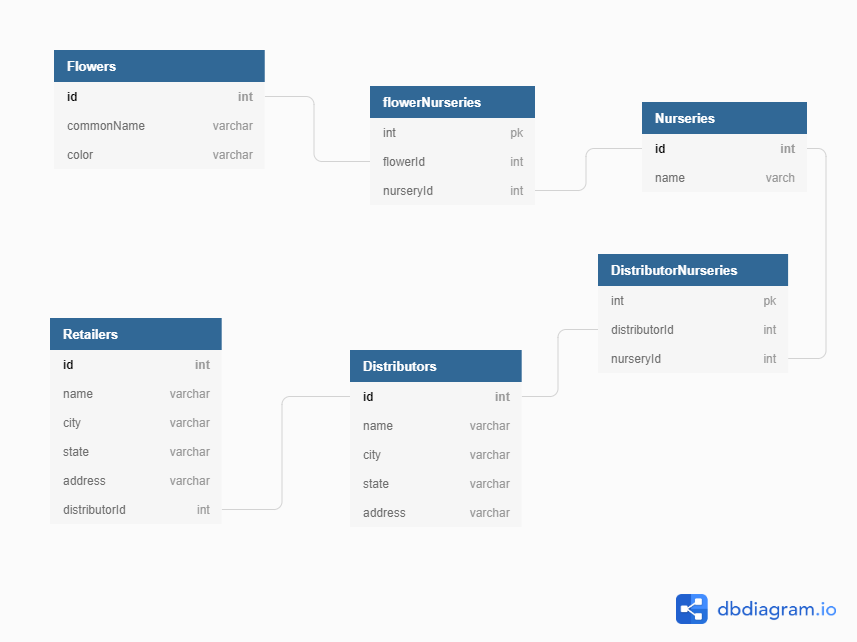 Flowers
id int
commonName varchar
color varchar
flowerNurseries
int pk
flowerId int
nurseryId int
Nurseries
id int
name varch
DistributorNurseries
int pk
distributorId int
nurseryId int
Retailers
id int
name varchar
city varchar
state varchar
address varchar
distributorId int
Distributors
id int
name varchar
city varchar
state varchar
address varchar
dbdiagram.io